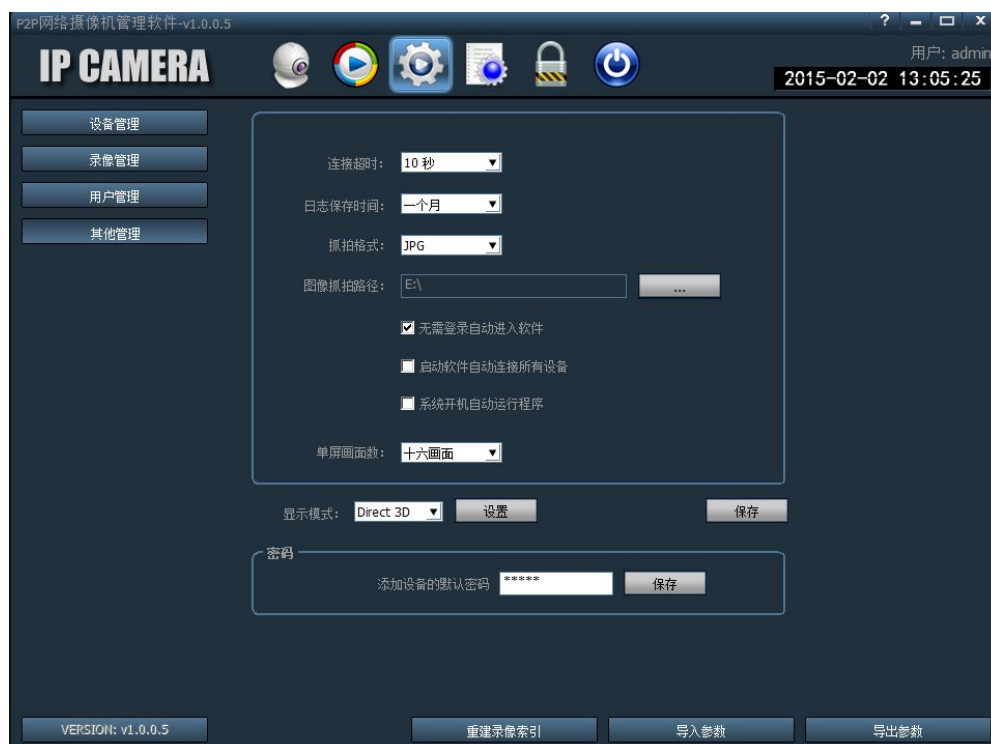 P2P网络摄像机管理软件-v1.0.0.5
?
IP CAMERA
用户: admin
2015-02-02 13:05:25
设备管理
录像管理
用户管理
其他管理
连接超时: 10 秒
日志保存时间: 一个月
抓拍格式: JPG
图像抓拍路径: E:\ ...
无需登录自动进入软件
启动软件自动连接所有设备
系统开机自动运行程序
单屏画面数: 十六画面
显示模式: Direct 3D 设置 保存
密码
添加设备的默认密码 ***** 保存
VERSION: v1.0.0.5 重建录像索引 导入参数 导出参数